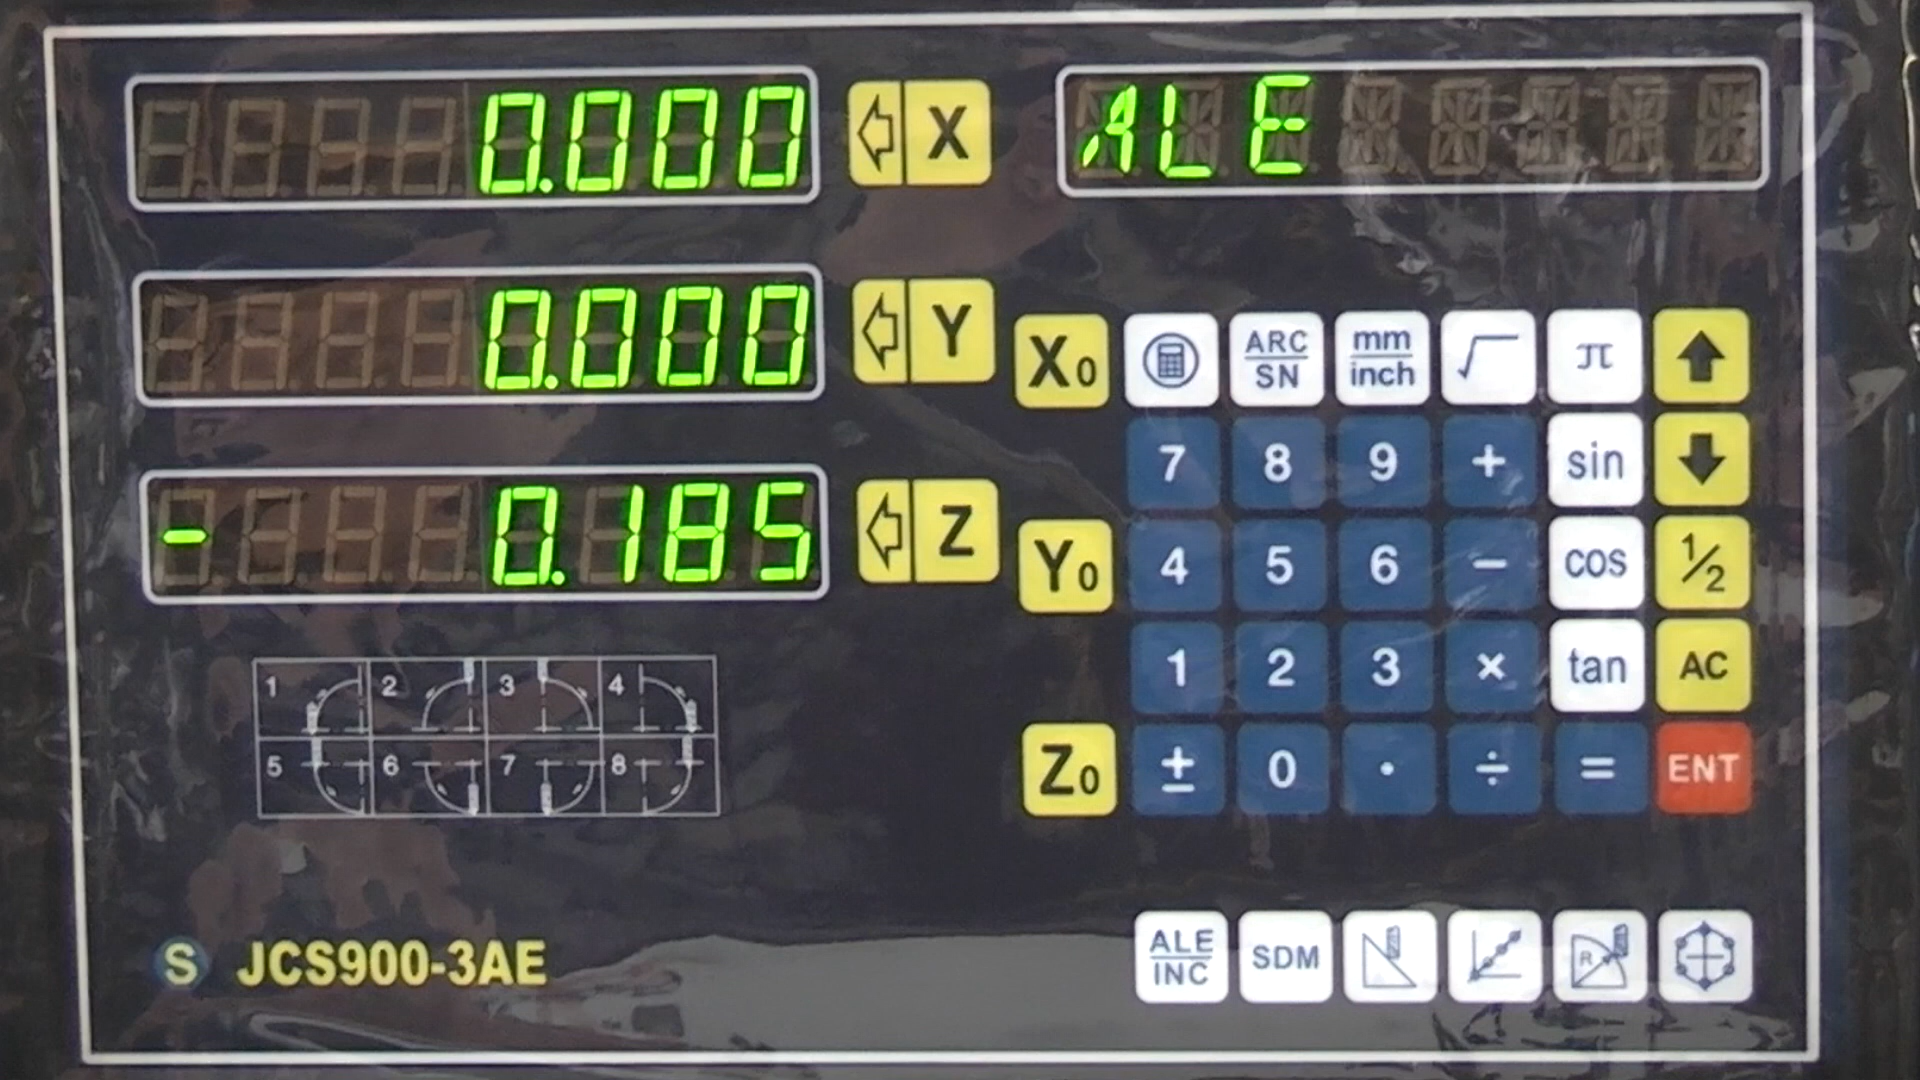 0.000 X ALE
0.000 Y
- 0.185 Z
X0 ARC/SN mm/inch √ π
7 8 9 + sin
Y0 4 5 6 − cos 1/2
1 2 3 × tan AC
Z0 ± 0 · ÷ = ENT
1 2 3 4
5 6 7 8
S JCS900-3AE
ALE/INC SDM R